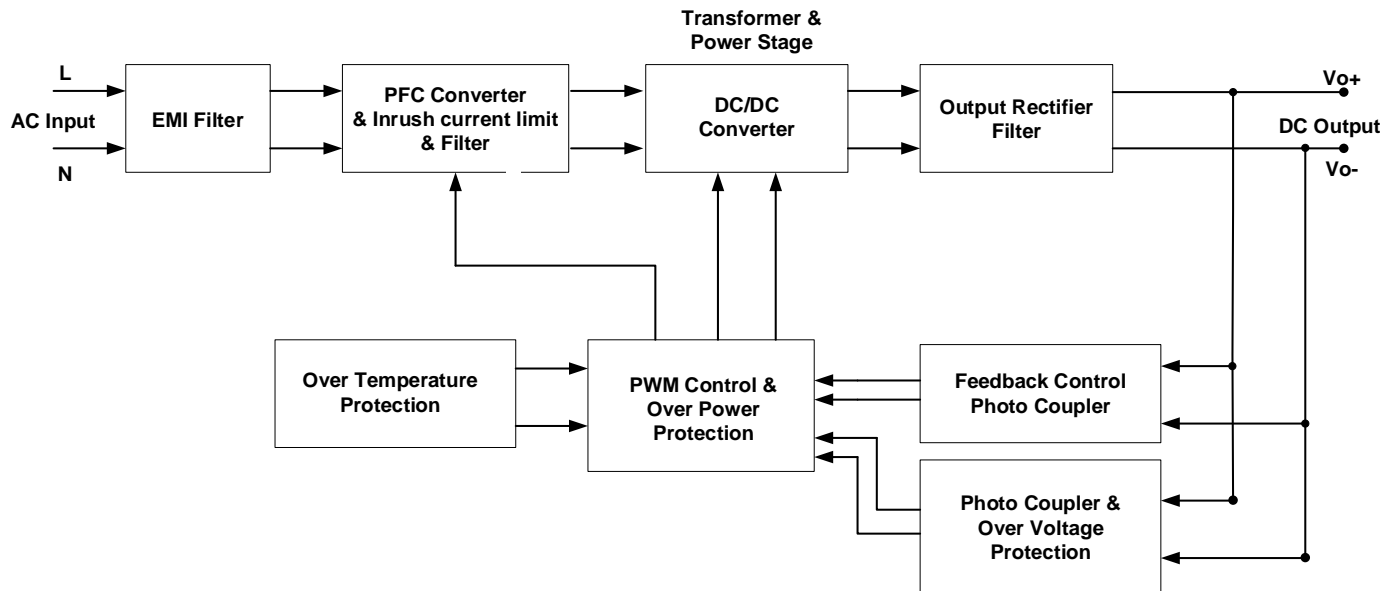 Transformer &
Power Stage
L
AC Input
N
EMI Filter
PFC Converter
& Inrush current limit
& Filter
DC/DC
Converter
Output Rectifier
Filter
Vo+
DC Output
Vo-
Over Temperature
Protection
PWM Control &
Over Power
Protection
Feedback Control
Photo Coupler
Photo Coupler &
Over Voltage
Protection